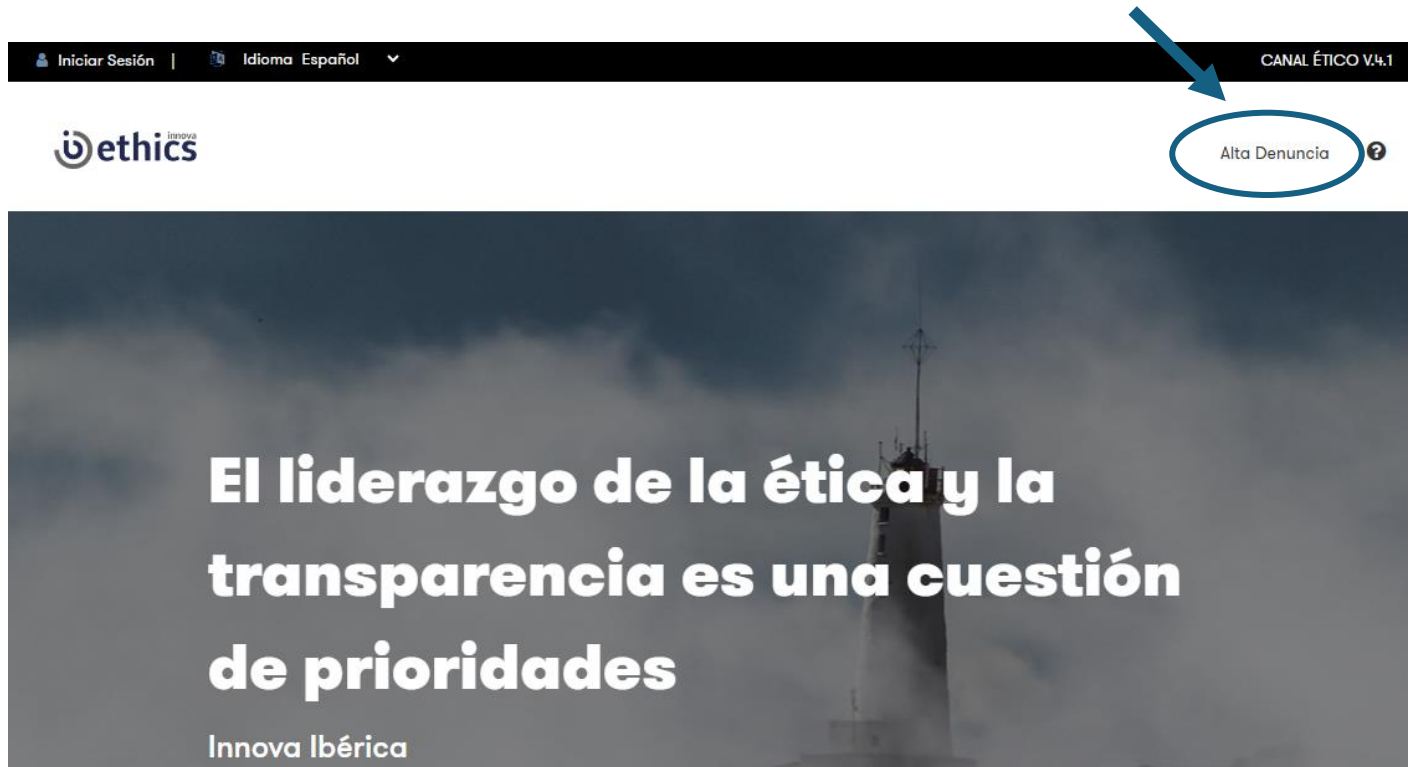 Iniciar Sesión | Idioma Español CANAL ÉTICO V.4.1
innova
ethics
Alta Denuncia ?
El liderazgo de la ética y la
transparencia es una cuestión
de prioridades
Innova Ibérica